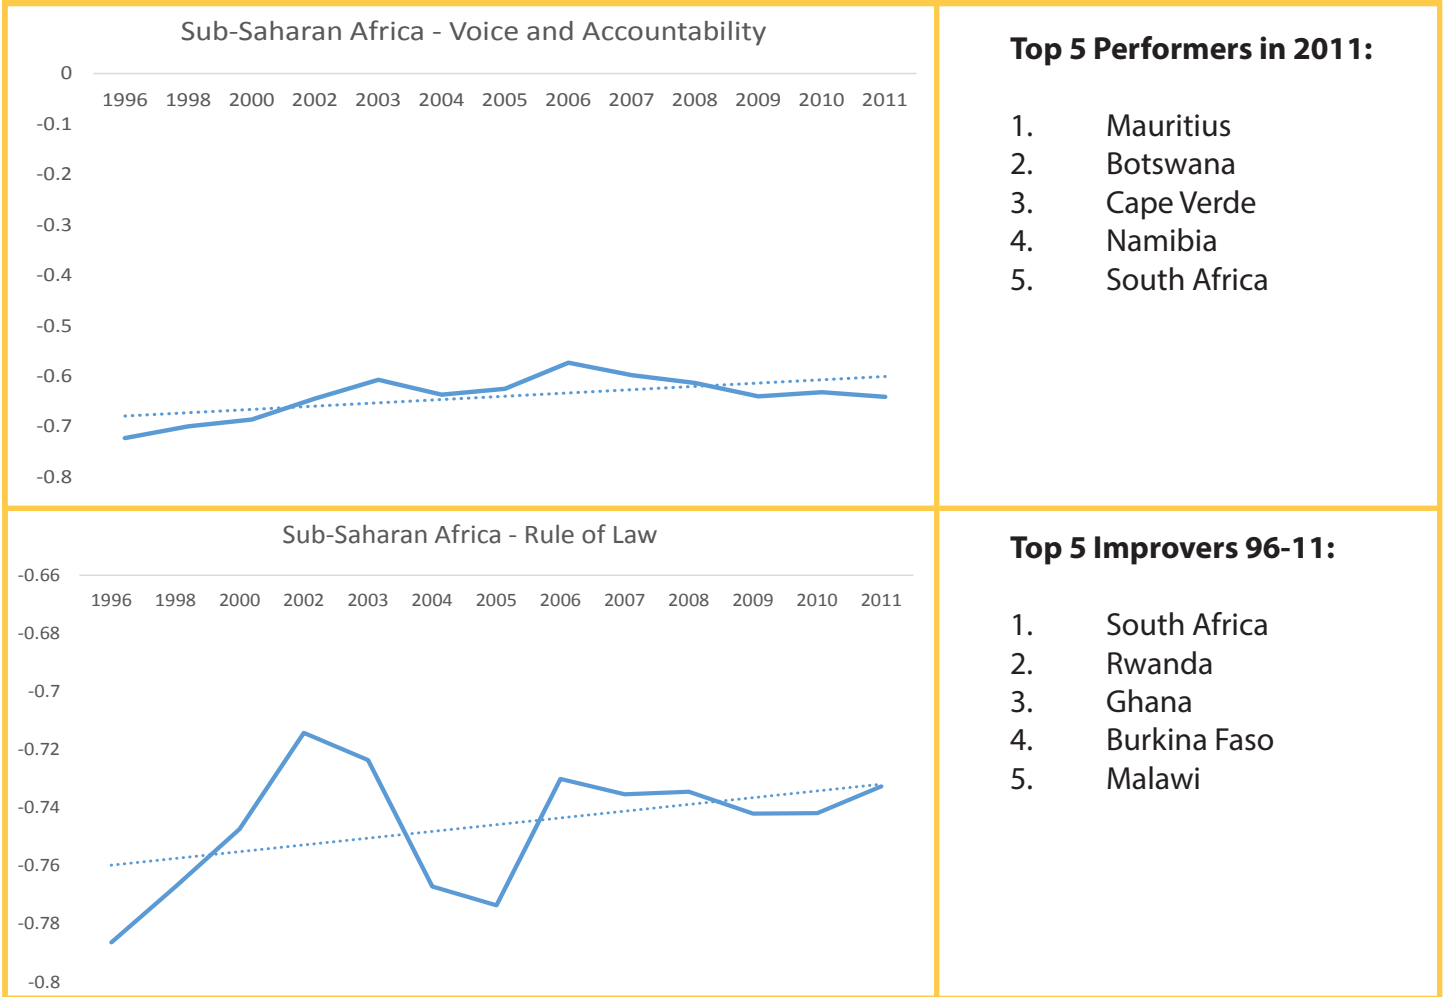 Sub-Saharan Africa - Voice and Accountability
0
1996 1998 2000 2002 2003 2004 2005 2006 2007 2008 2009 2010 2011
-0.1
-0.2
-0.3
-0.4
-0.5
-0.6
-0.7
-0.8
Top 5 Performers in 2011:
1. Mauritius
2. Botswana
3. Cape Verde
4. Namibia
5. South Africa
Sub-Saharan Africa - Rule of Law
-0.66
1996 1998 2000 2002 2003 2004 2005 2006 2007 2008 2009 2010 2011
-0.68
-0.7
-0.72
-0.74
-0.76
-0.78
-0.8
Top 5 Improvers 96-11:
1. South Africa
2. Rwanda
3. Ghana
4. Burkina Faso
5. Malawi